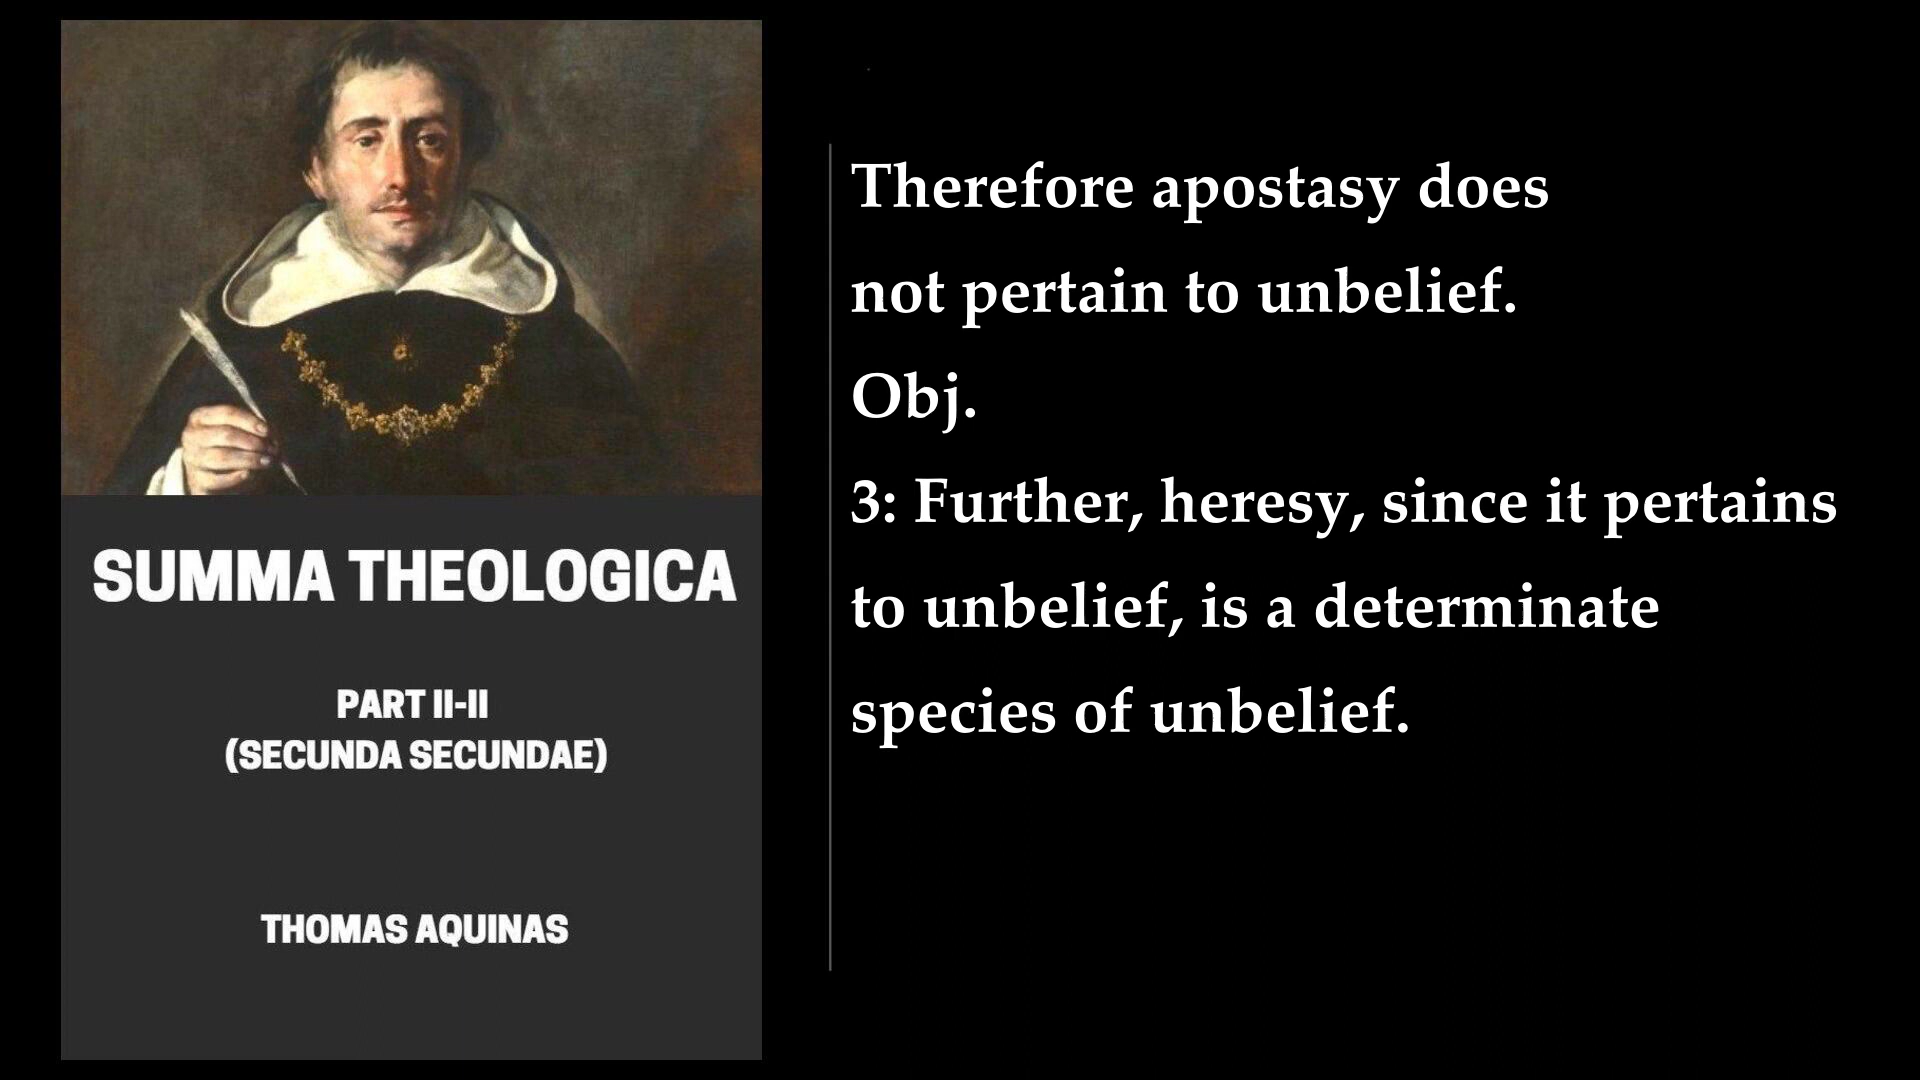 SUMMA THEOLOGICA
PART II-II
(SECUNDA SECUNDAE)
THOMAS AQUINAS
Therefore apostasy does
not pertain to unbelief.
Obj.
3: Further, heresy, since it pertains
to unbelief, is a determinate
species of unbelief.